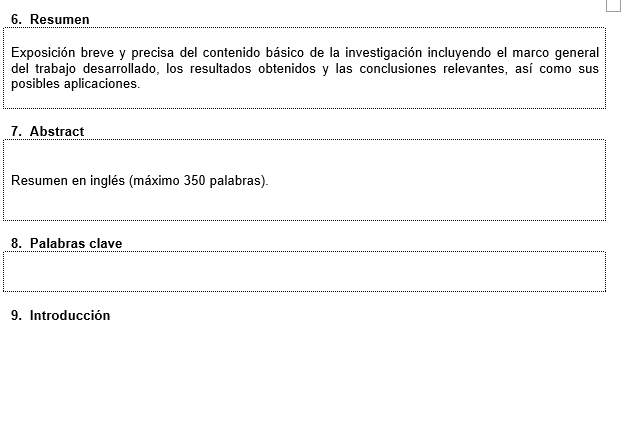 6. Resumen
Exposición breve y precisa del contenido básico de la investigación incluyendo el marco general
del trabajo desarrollado, los resultados obtenidos y las conclusiones relevantes, así como sus
posibles aplicaciones.
7. Abstract
Resumen en inglés (máximo 350 palabras).
8. Palabras clave
9. Introducción